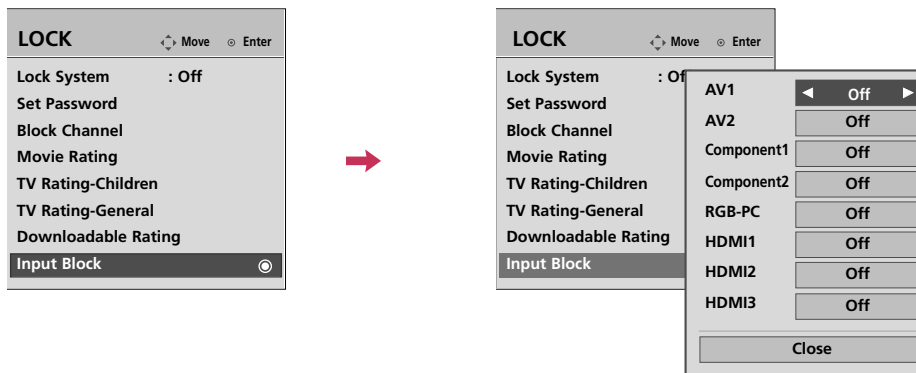 LOCK Move Enter
Lock System : Off
Set Password
Block Channel
Movie Rating
TV Rating-Children
TV Rating-General
Downloadable Rating
Input Block
LOCK Move Enter
Lock System : Of
Set Password
Block Channel
Movie Rating
TV Rating-Children
TV Rating-General
Downloadable Rating
Input Block
AV1 Off
AV2 Off
Component1 Off
Component2 Off
RGB-PC Off
HDMI1 Off
HDMI2 Off
HDMI3 Off
Close